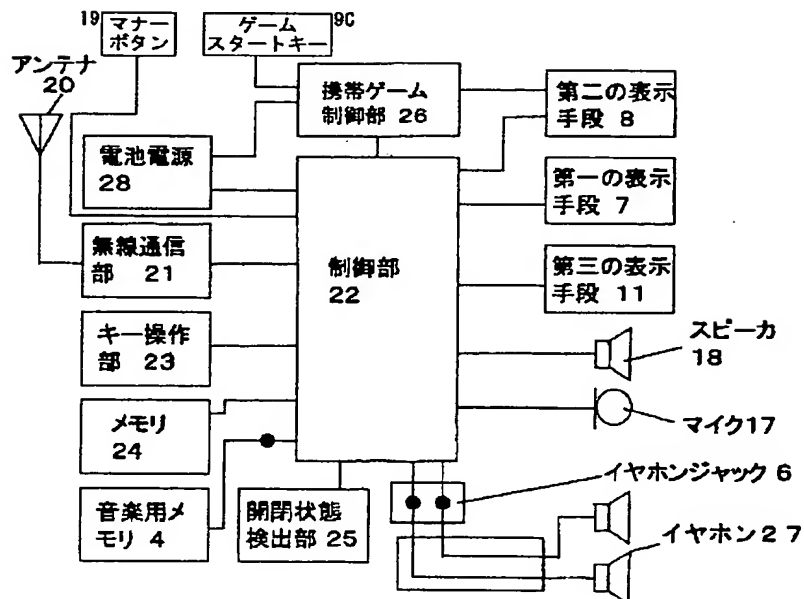 19
マナー
ボタン
ゲーム
スタートキー
9C
アンテナ
20
携帯ゲーム
制御部 26
第二の表示
手段 8
電池電源
28
第一の表示
手段 7
無線通信
部 21
制御部
22
第三の表示
手段 11
キー操作
部 23
スピーカ
18
メモリ
24
マイク17
イヤホンジャック 6
音楽用メ
モリ 4
開閉状態
検出部 25
イヤホン27